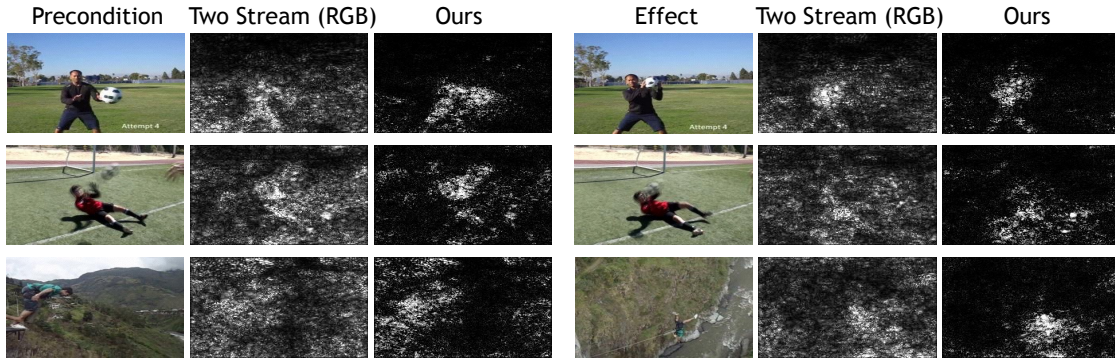 Precondition Two Stream (RGB) Ours Effect Two Stream (RGB) Ours
Attempt 4 Attempt 4